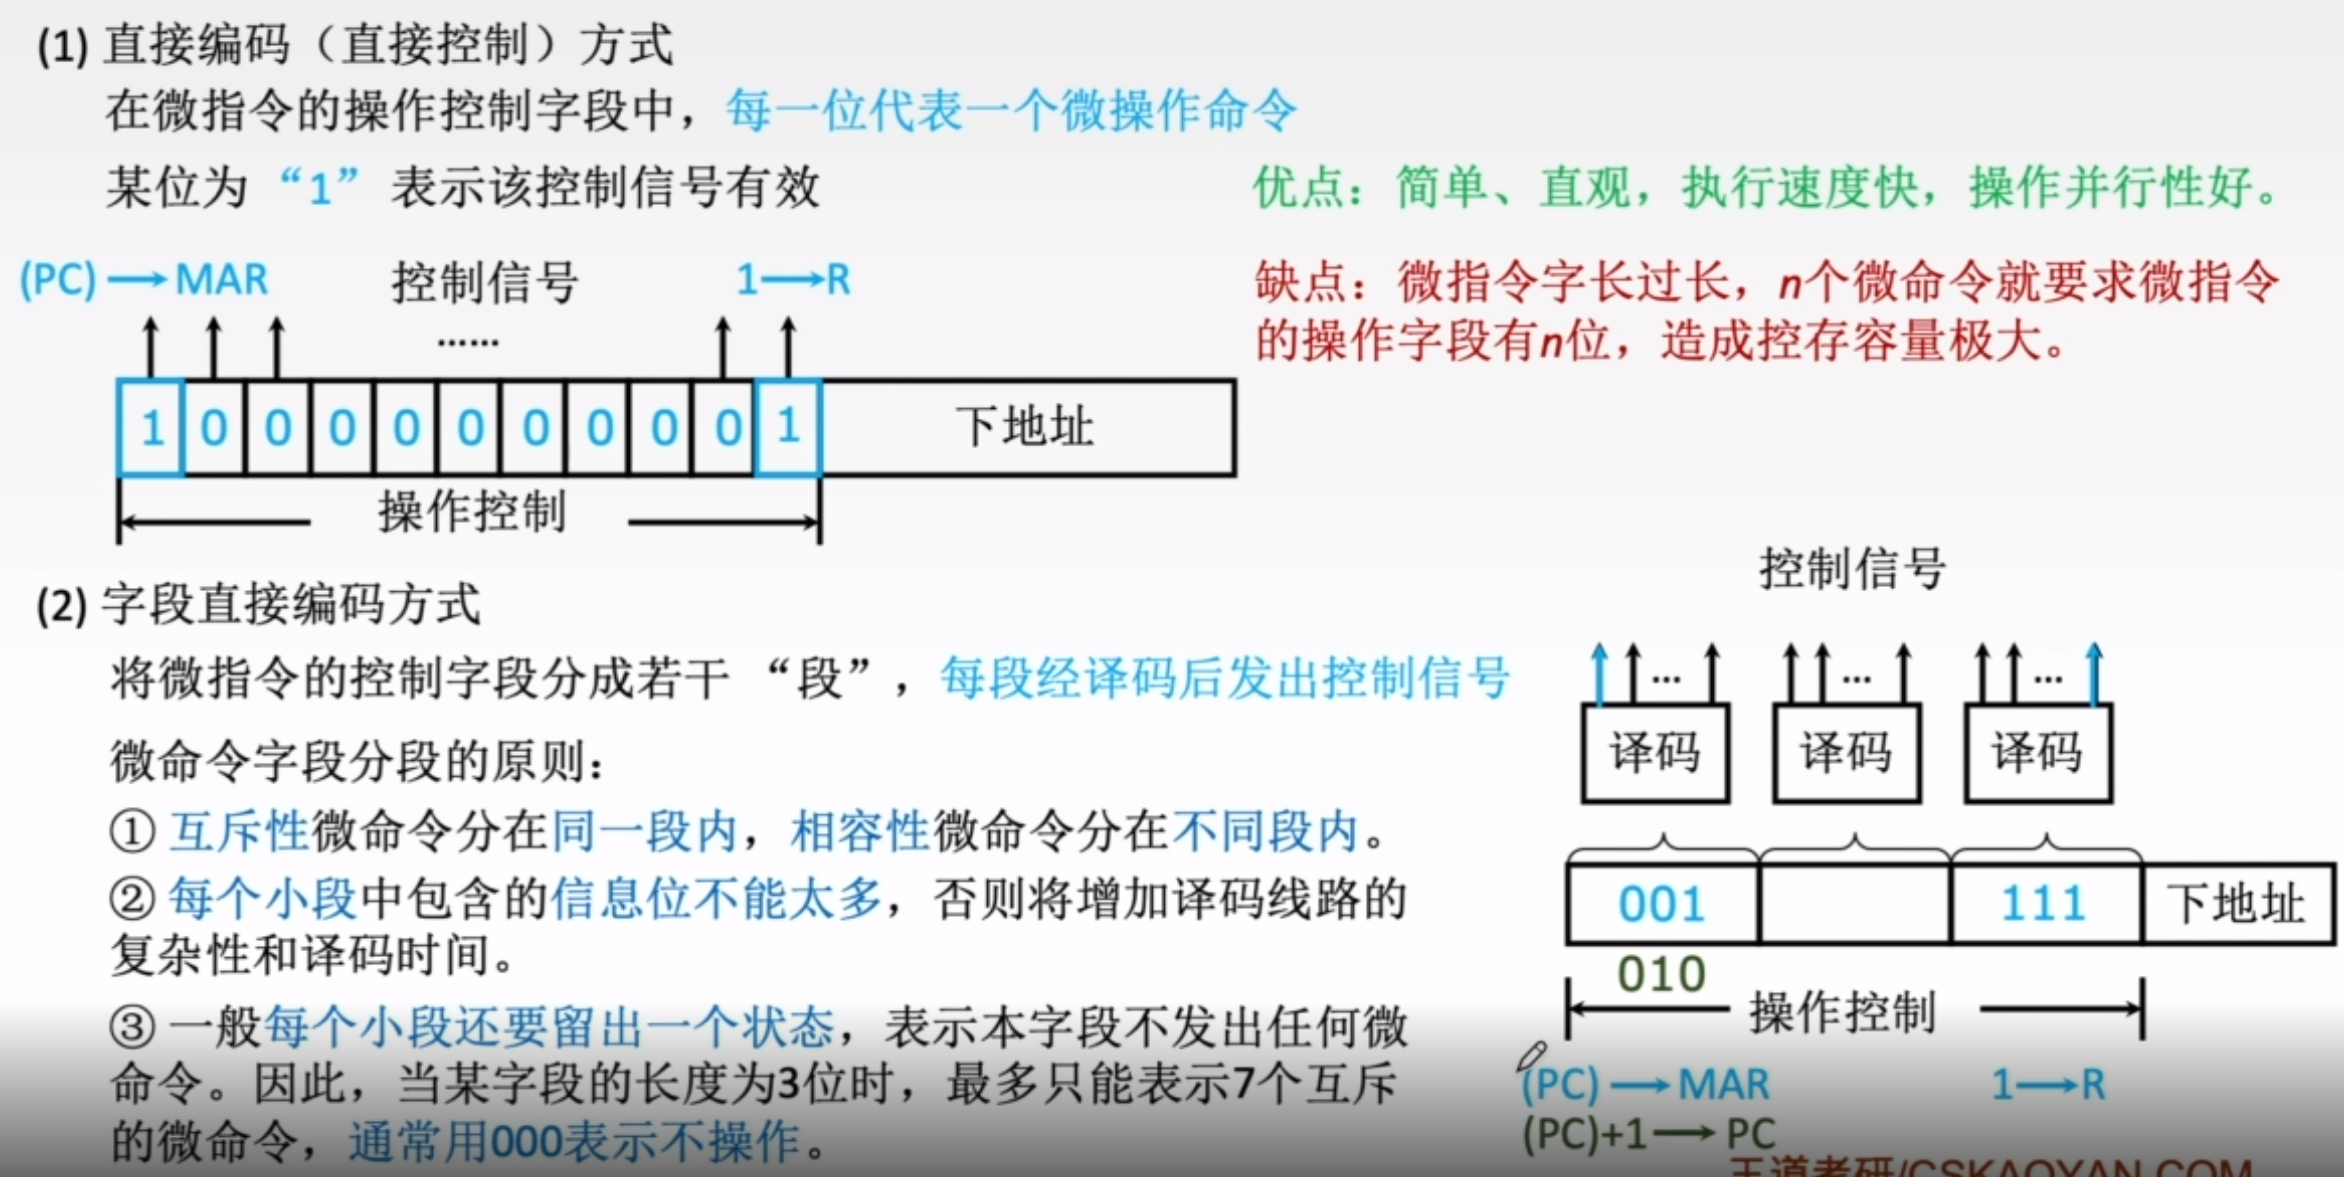 (1) 直接编码（直接控制）方式
在微指令的操作控制字段中，每一位代表一个微操作命令
某位为“1”表示该控制信号有效
优点：简单、直观，执行速度快，操作并行性好。
缺点：微指令字长过长，n个微命令就要求微指令
的操作字段有n位，造成控存容量极大。
(PC)→MAR 控制信号 1→R
……
1 0 0 0 0 0 0 0 0 0 1 下地址
操作控制
(2) 字段直接编码方式
将微指令的控制字段分成若干“段”，每段经译码后发出控制信号
微命令字段分段的原则：
① 互斥性微命令分在同一段内，相容性微命令分在不同段内。
② 每个小段中包含的信息位不能太多，否则将增加译码线路的
复杂性和译码时间。
③ 一般每个小段还要留出一个状态，表示本字段不发出任何微
命令。因此，当某字段的长度为3位时，最多只能表示7个互斥
的微命令，通常用000表示不操作。
控制信号
… … …
译码 译码 译码
001 111 下地址
010
操作控制
(PC)→MAR 1→R
(PC)+1→PC
王道考研/CSKAOYAN.COM